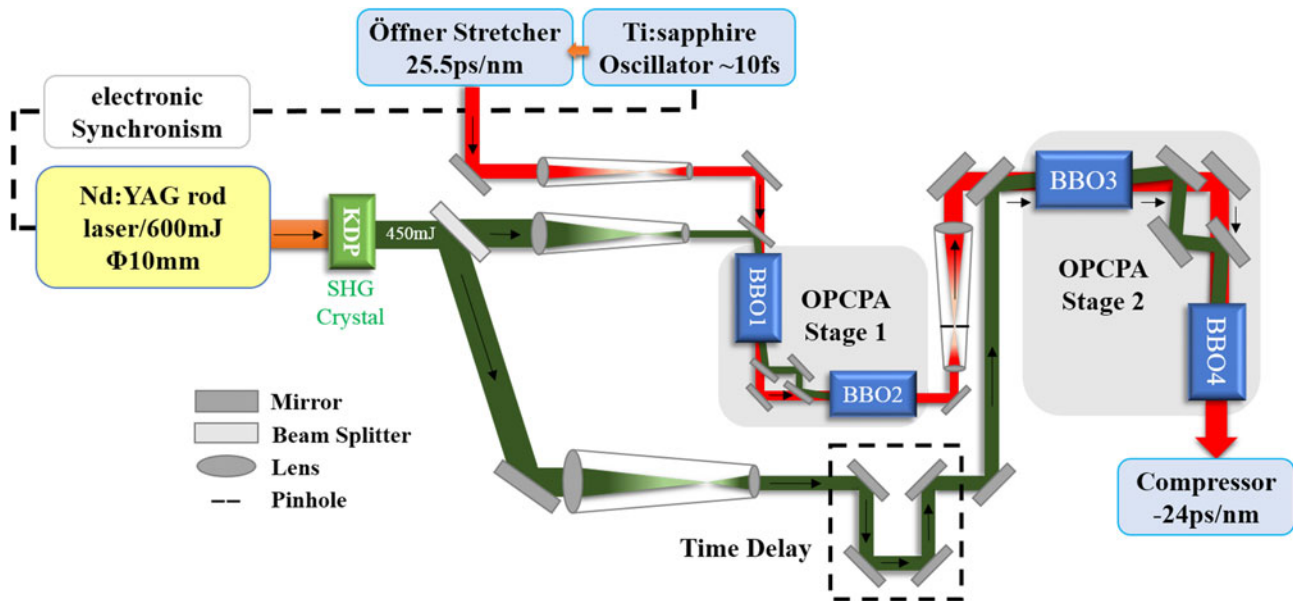 Öffner Stretcher
25.5ps/nm
Ti:sapphire
Oscillator ~10fs
electronic
Synchronism
Nd:YAG rod
laser/600mJ
Φ10mm
KDP
SHG
Crystal
450mJ
BBO1
OPCPA
Stage 1
BBO2
BBO3
OPCPA
Stage 2
BBO4
Mirror
Beam Splitter
Lens
Pinhole
Time Delay
Compressor
-24ps/nm